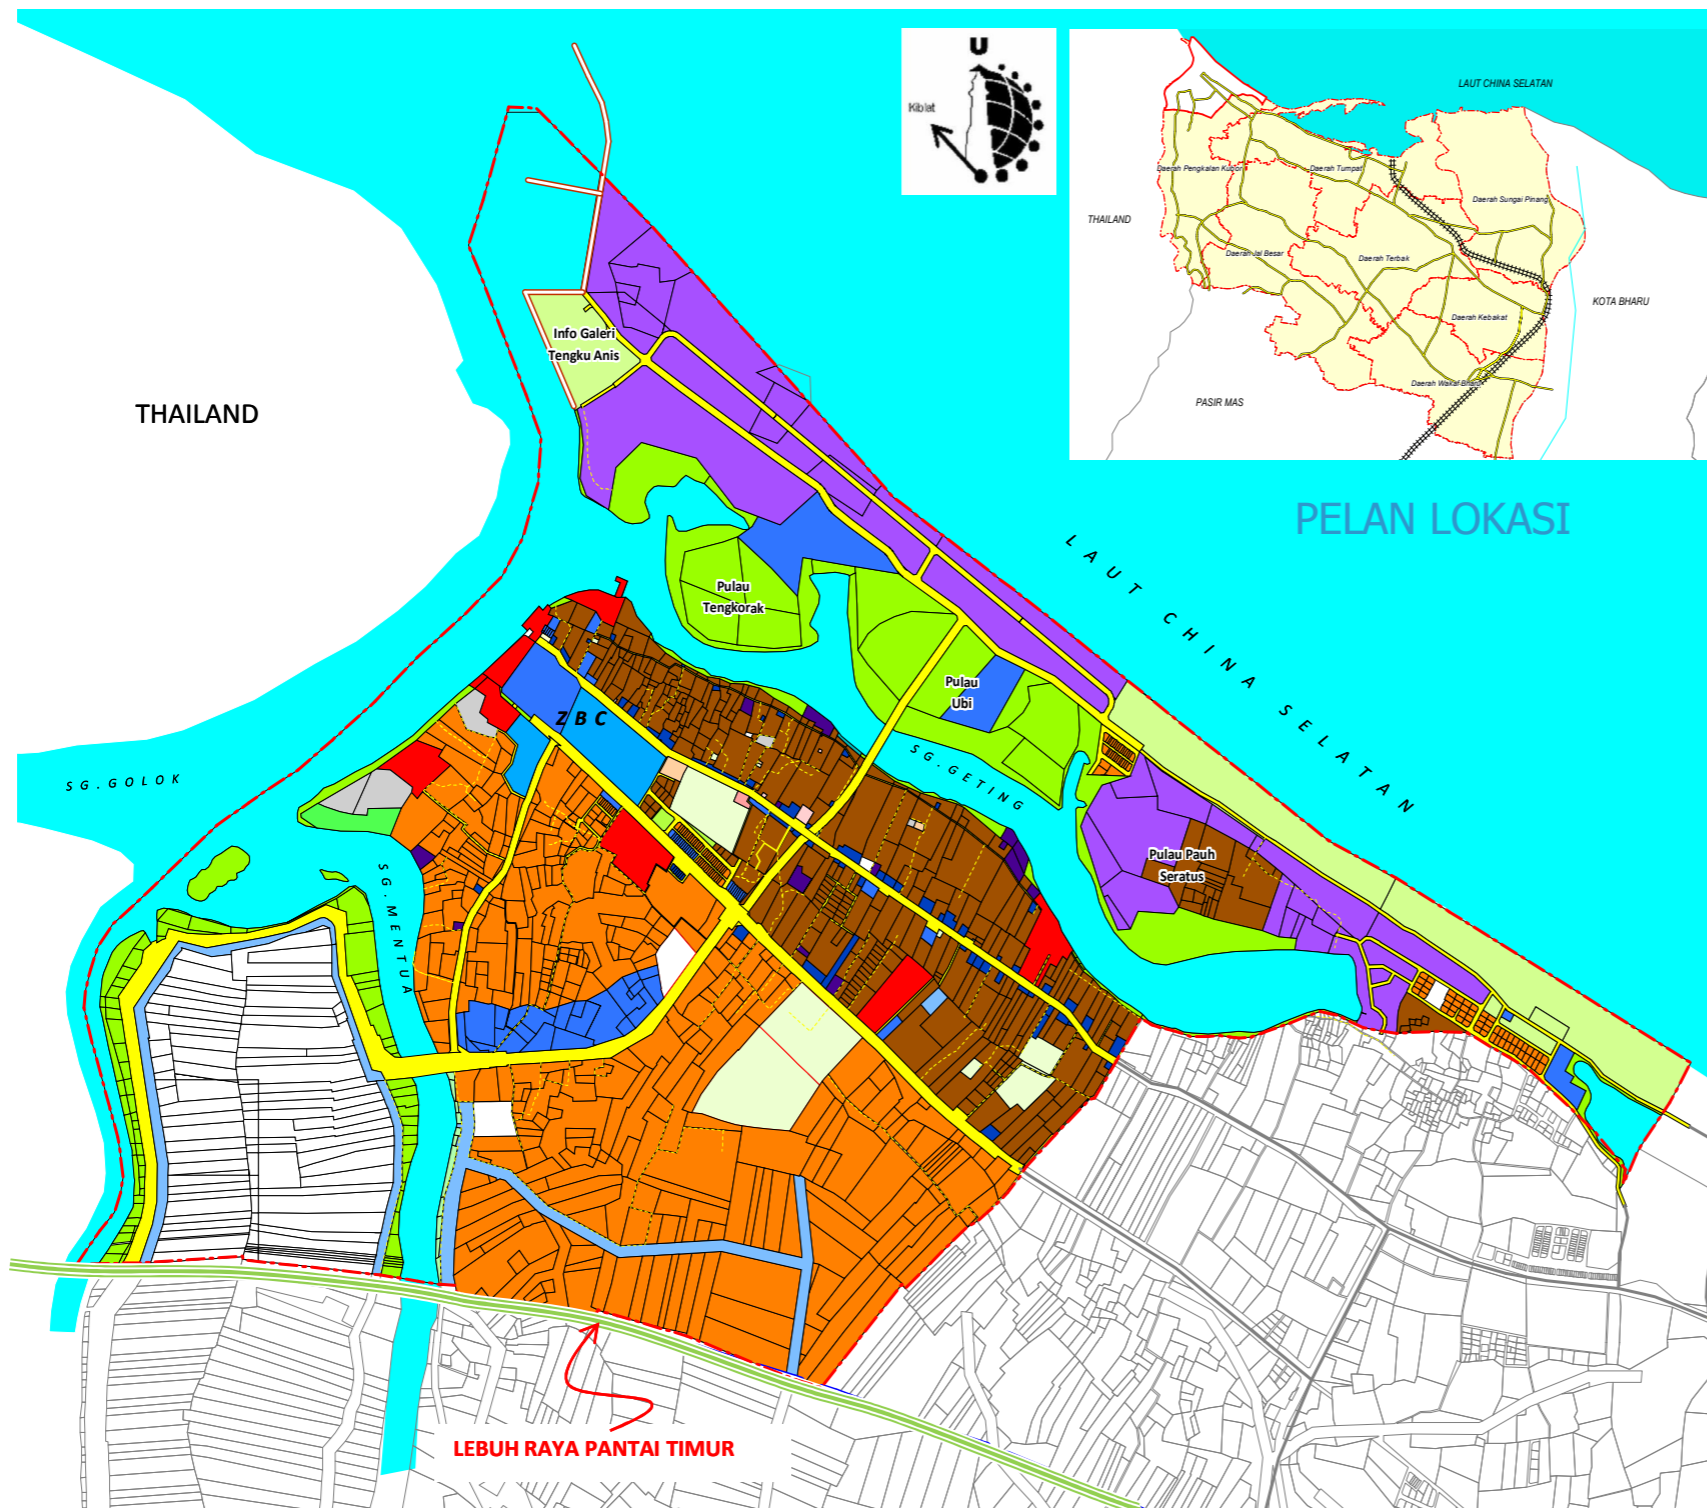 U
Kiblat
LAUT CHINA SELATAN
Daerah Pengkalan Kubor
Daerah Tumpat
Daerah Sungai Pinang
THAILAND
Daerah Jal Besar
Daerah Terbak
KOTA BHARU
Daerah Kebakat
Daerah Wakaf Bharu
PASIR MAS
PELAN LOKASI
THAILAND
Info Galeri
Tengku Anis
LAUT CHINA SELATAN
Pulau
Tengkorak
Pulau
Ubi
ZBC
SG.GETING
SG.GOLOK
Pulau Pauh
Seratus
SG.MENTUA
LEBUH RAYA PANTAI TIMUR